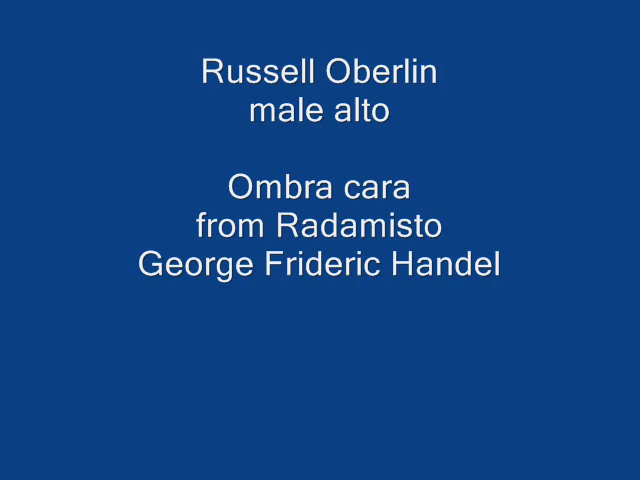 Russell Oberlin
male alto
Ombra cara
from Radamisto
George Frideric Handel